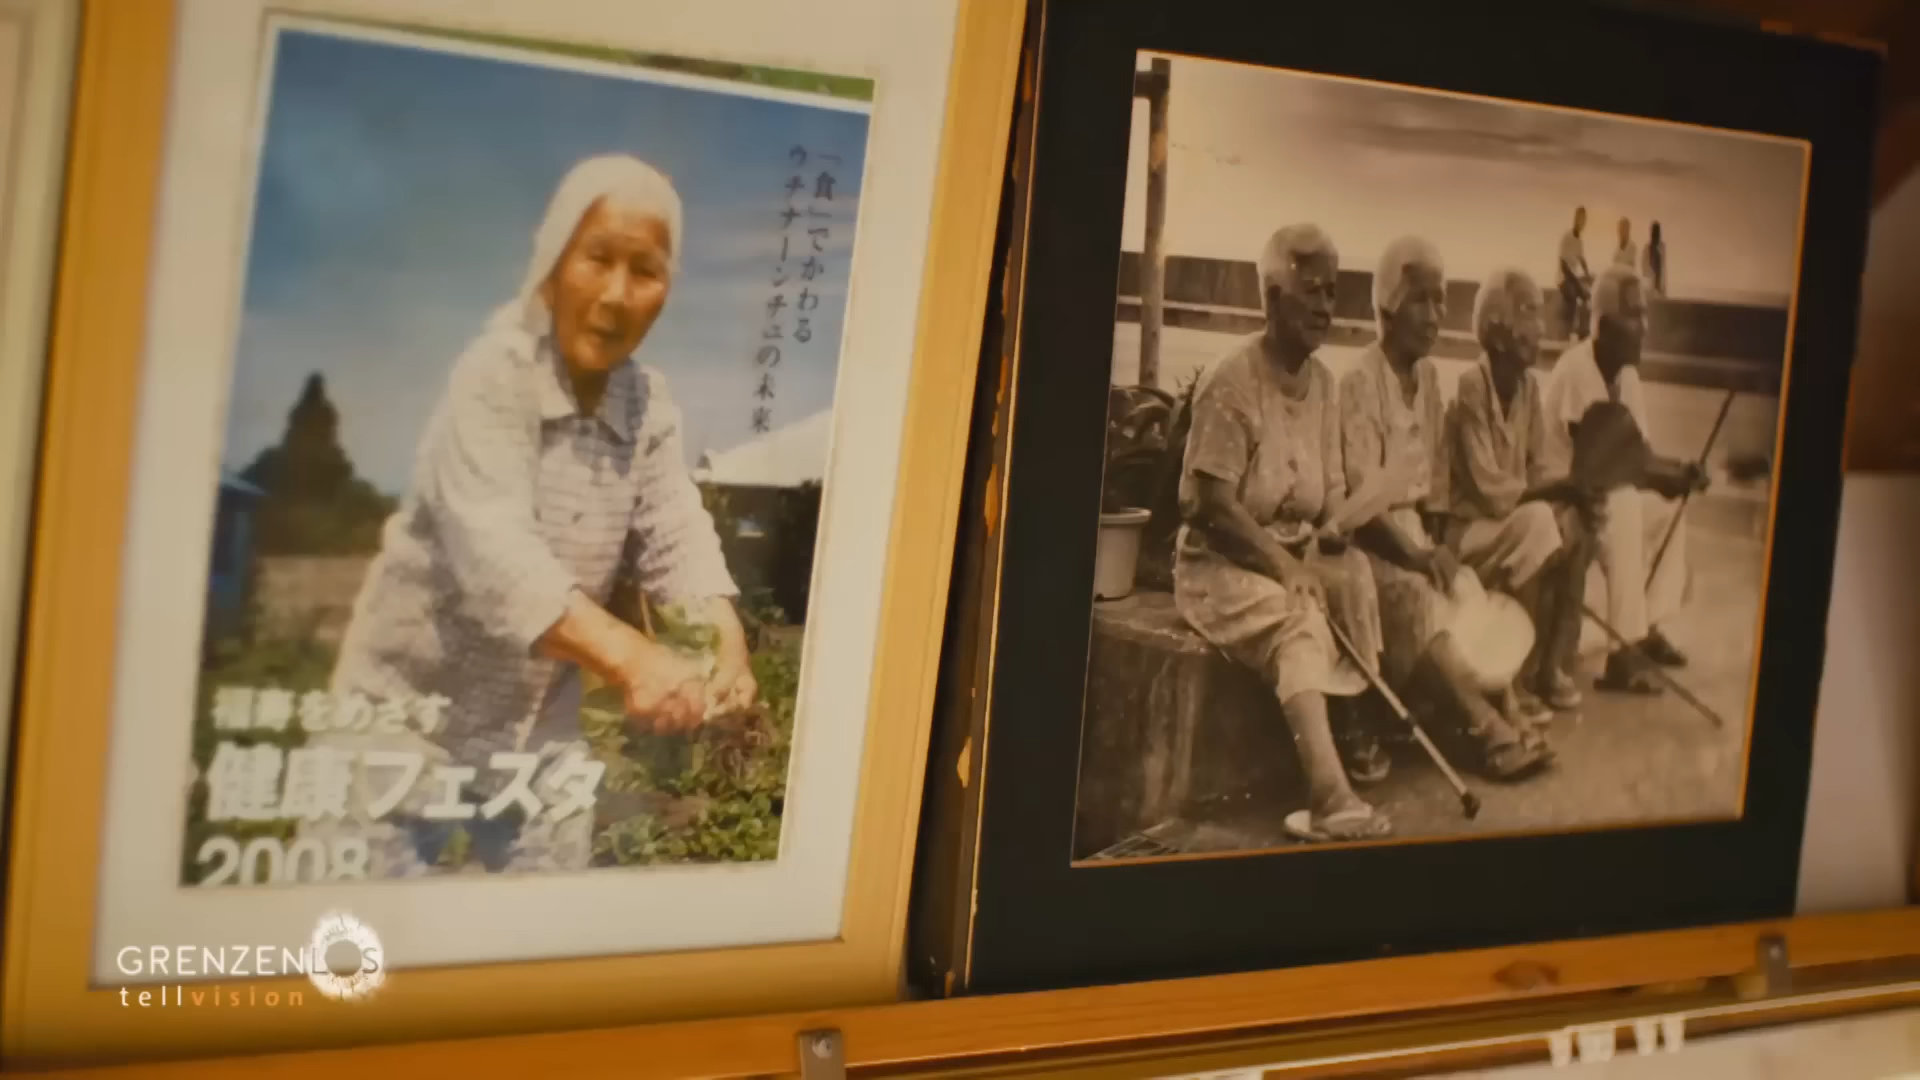 「食」でかわる
ウチナーンチュの未来
福寿をめざす
健康フェスタ
2008
GRENZENLOS
tellvision